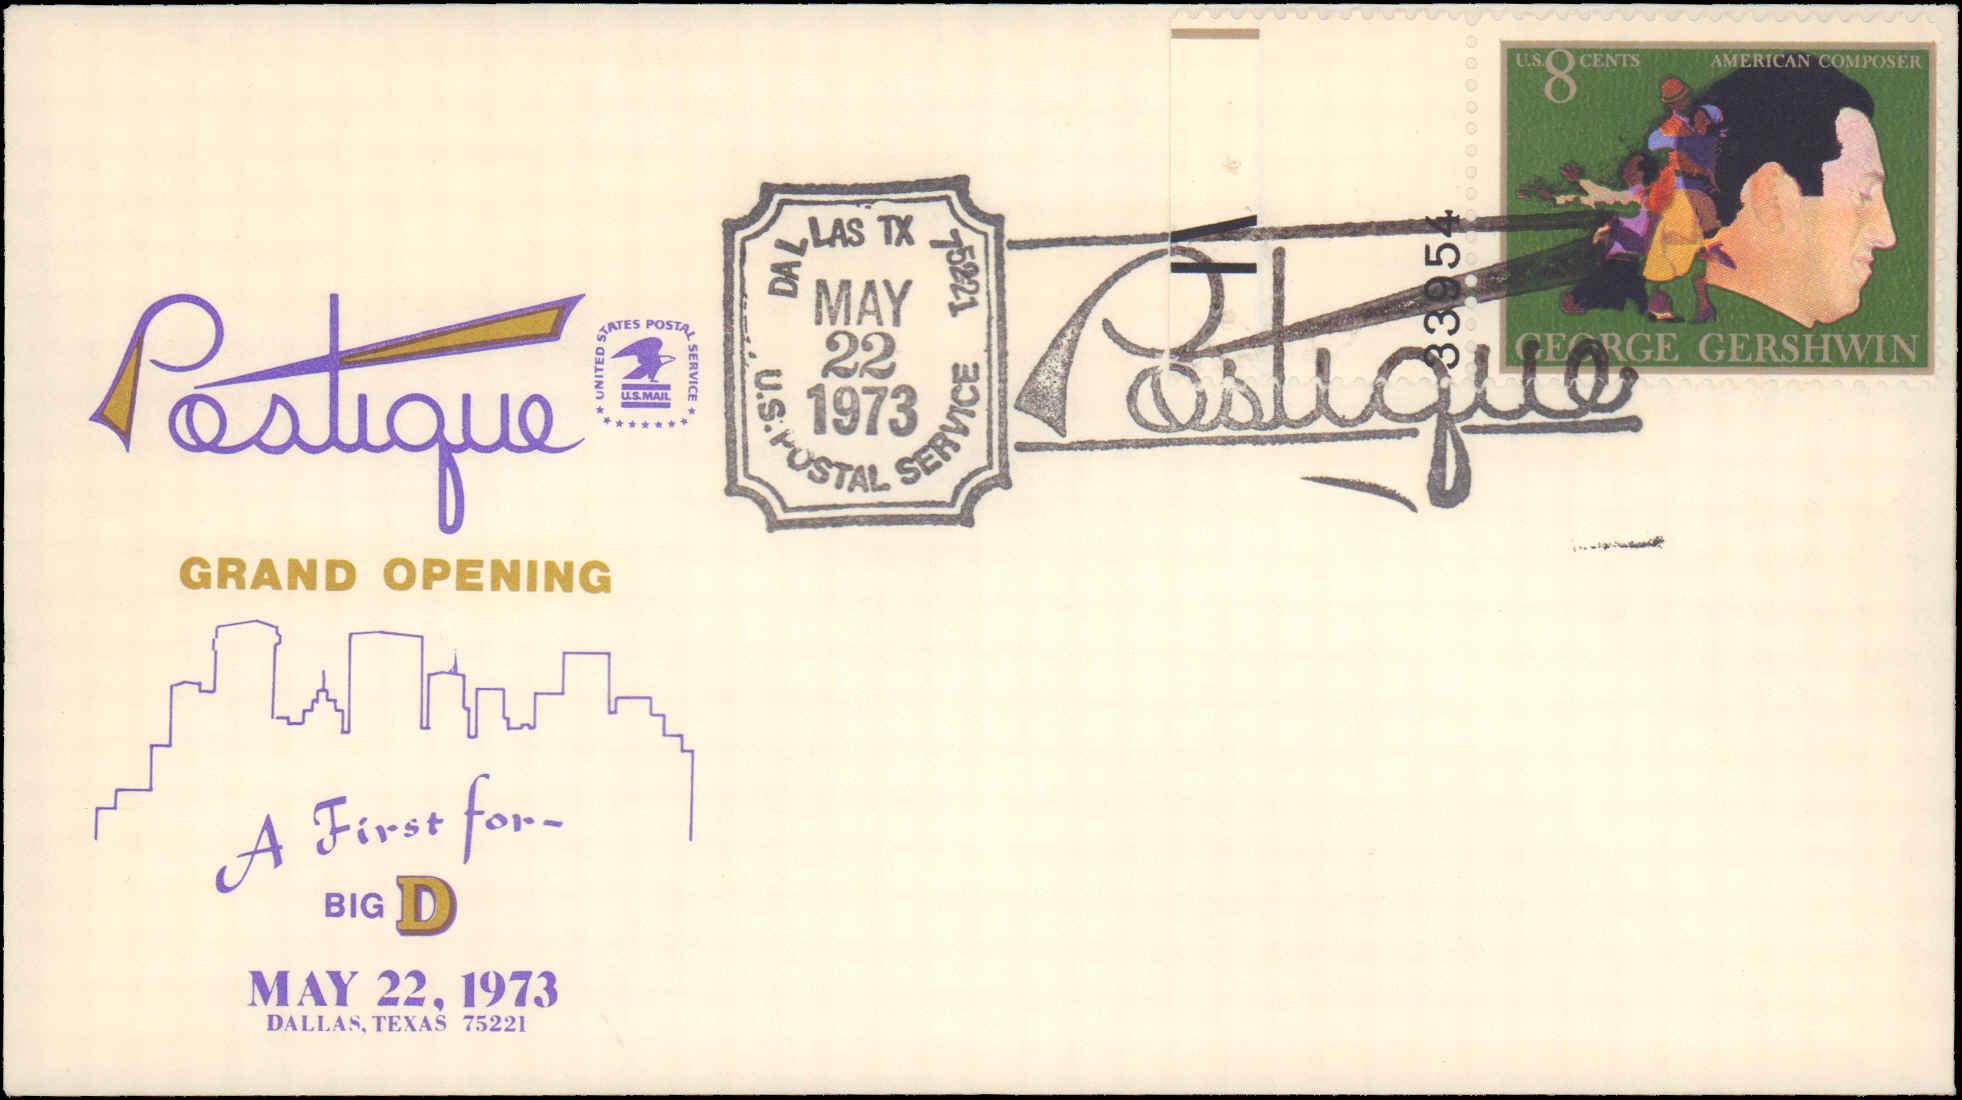 U.S. 8 CENTS AMERICAN COMPOSER
GEORGE GERSHWIN
33954
DALLAS TX 75221
MAY
22
1973
U.S. POSTAL SERVICE
Postique
Postique
UNITED STATES POSTAL SERVICE
U.S. MAIL
GRAND OPENING
A First for-
BIG D
MAY 22, 1973
DALLAS, TEXAS 75221